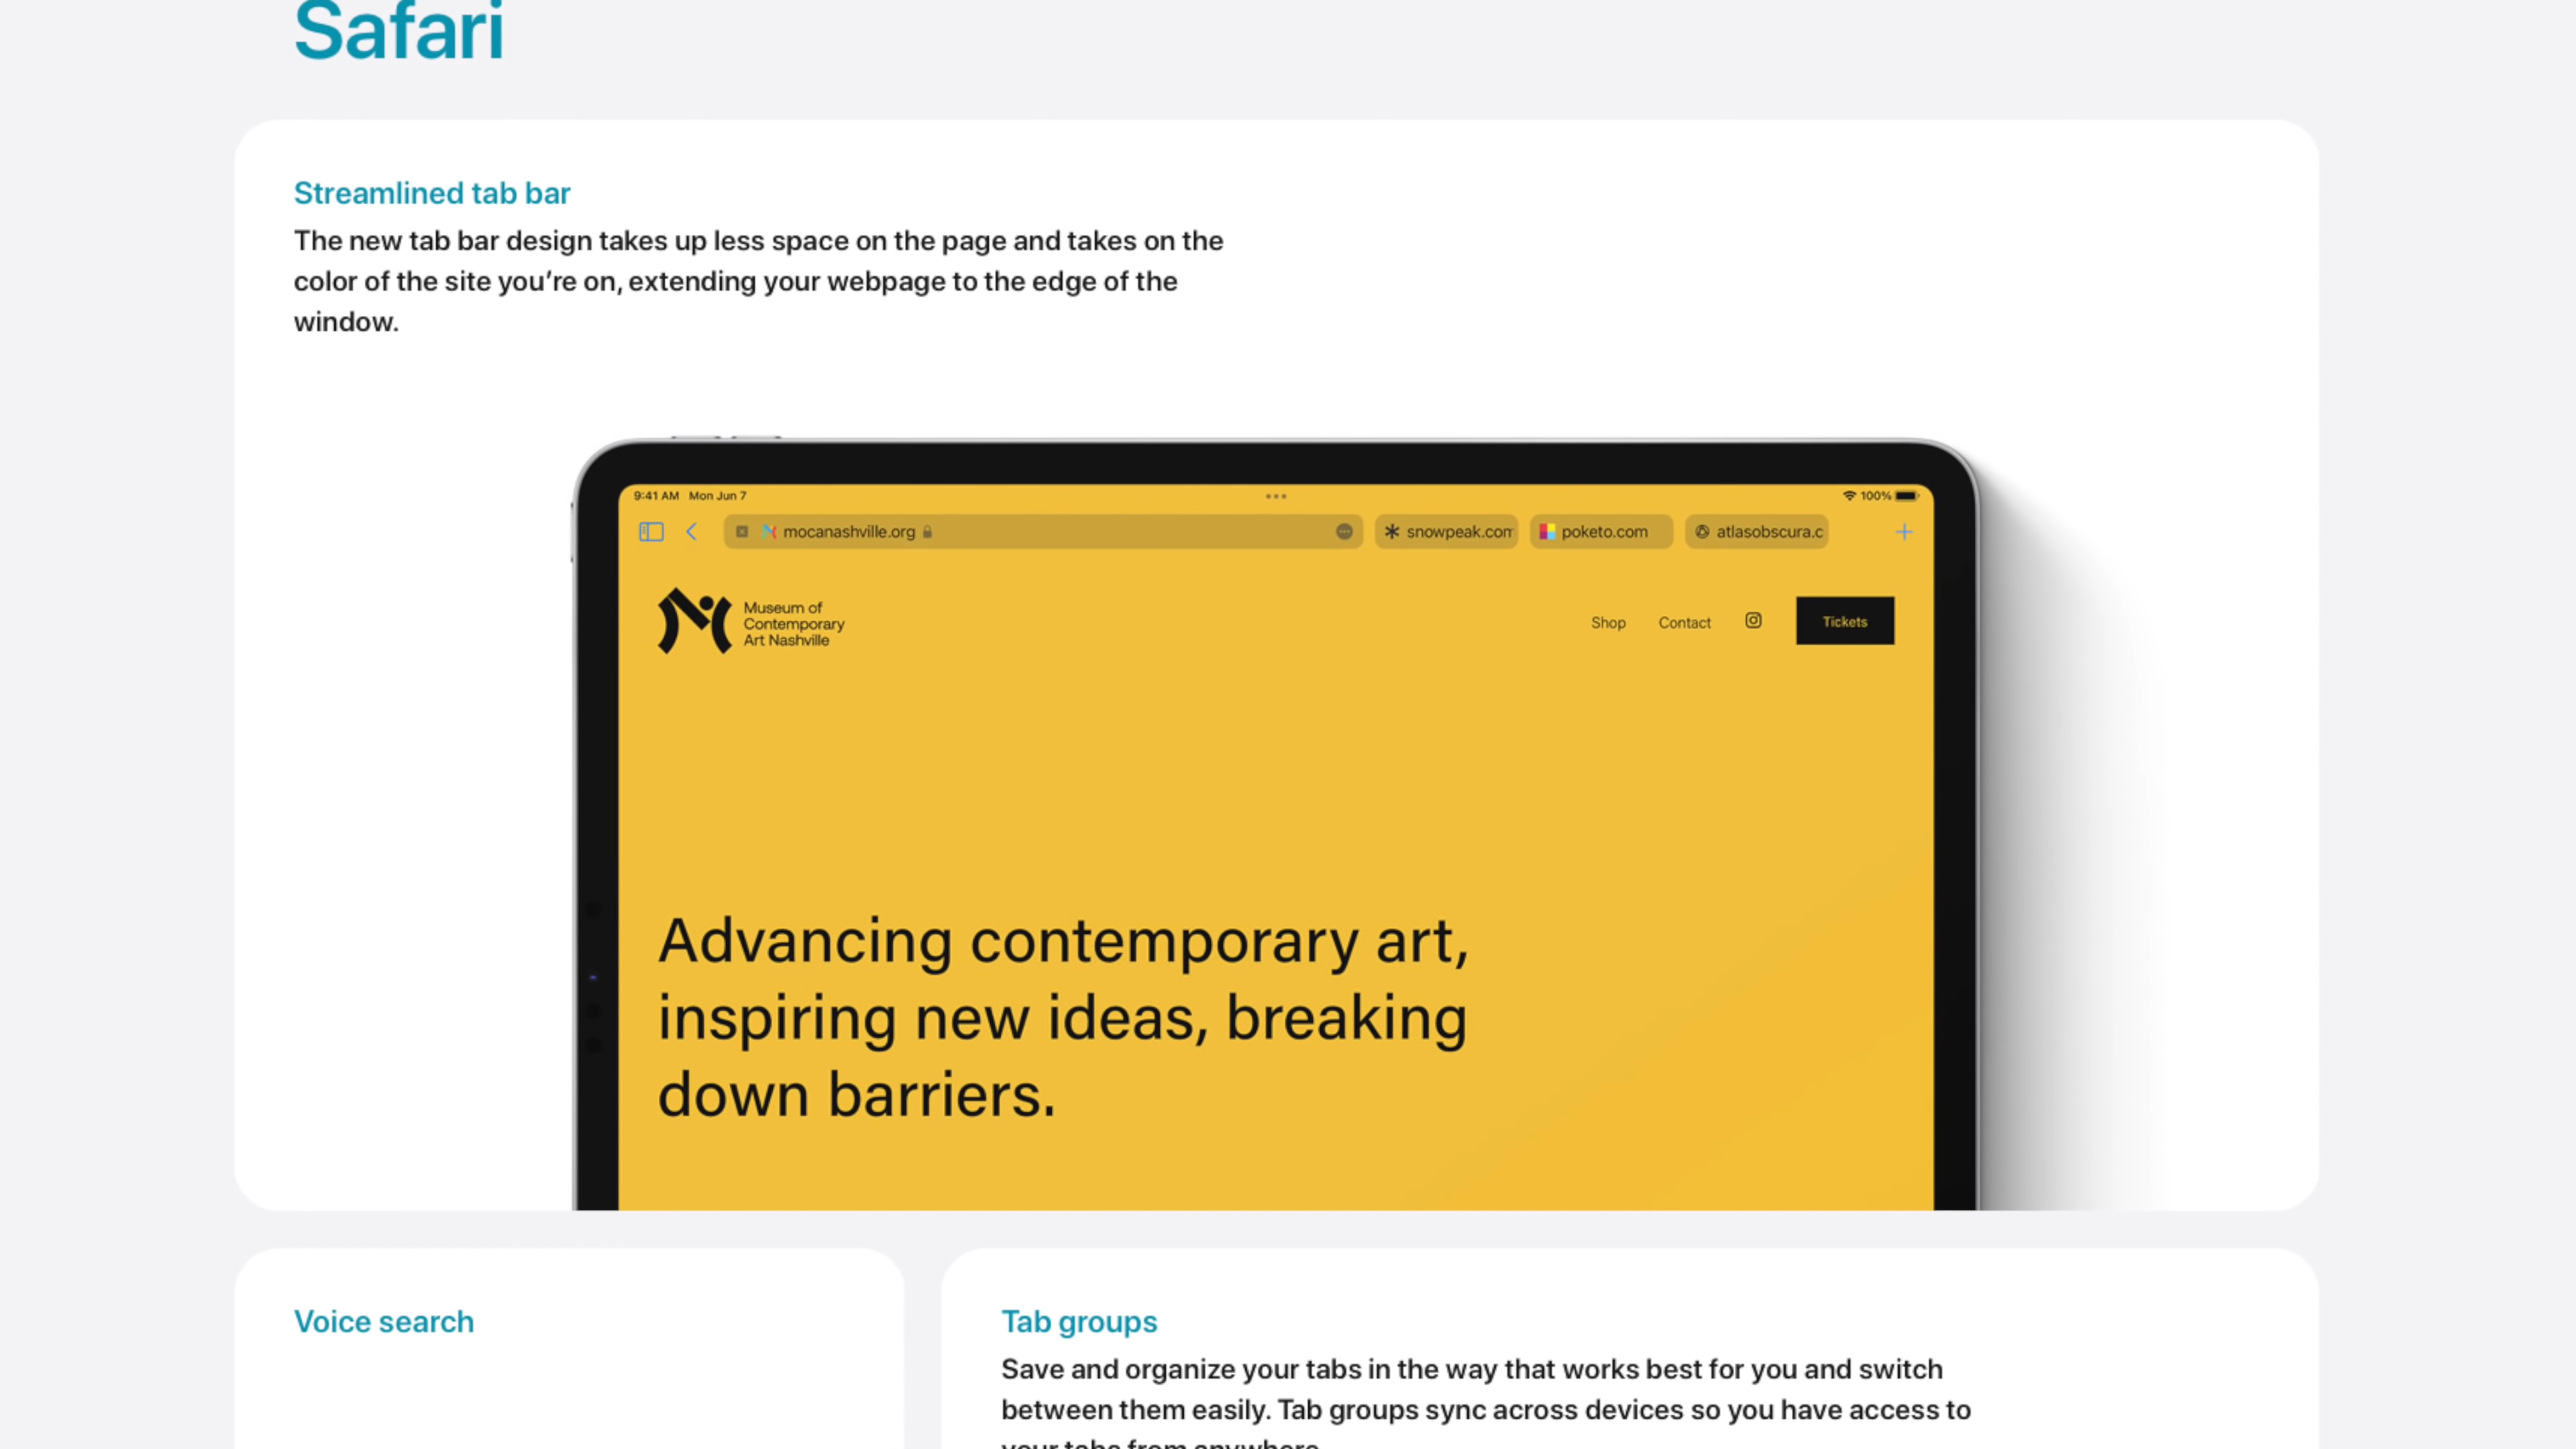 Safari
Streamlined tab bar
The new tab bar design takes up less space on the page and takes on the
color of the site you’re on, extending your webpage to the edge of the
window.
9:41 AM Mon Jun 7
100%
mocanashville.org
snowpeak.com
poketo.com
atlasobscura.c
Museum of
Contemporary
Art Nashville
Shop
Contact
Tickets
Advancing contemporary art,
inspiring new ideas, breaking
down barriers.
Voice search
Tab groups
Save and organize your tabs in the way that works best for you and switch
between them easily. Tab groups sync across devices so you have access to
your tabs from anywhere.